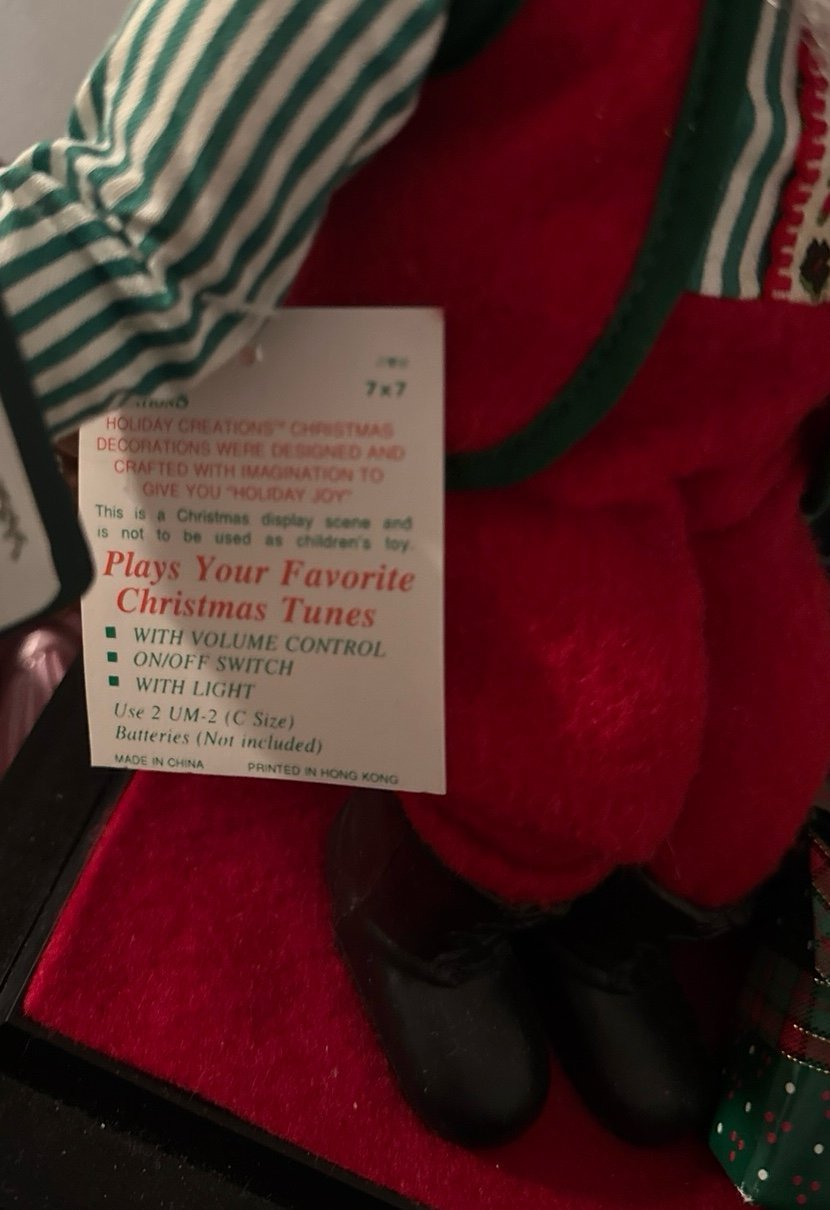 7x7
HOLIDAY CREATIONS™ CHRISTMAS
DECORATIONS WERE DESIGNED AND
CRAFTED WITH IMAGINATION TO
GIVE YOU "HOLIDAY JOY"
This is a Christmas display scene and
is not to be used as children's toy.
Plays Your Favorite
Christmas Tunes
■ WITH VOLUME CONTROL
■ ON/OFF SWITCH
■ WITH LIGHT
Use 2 UM-2 (C Size)
Batteries (Not included)
MADE IN CHINA PRINTED IN HONG KONG